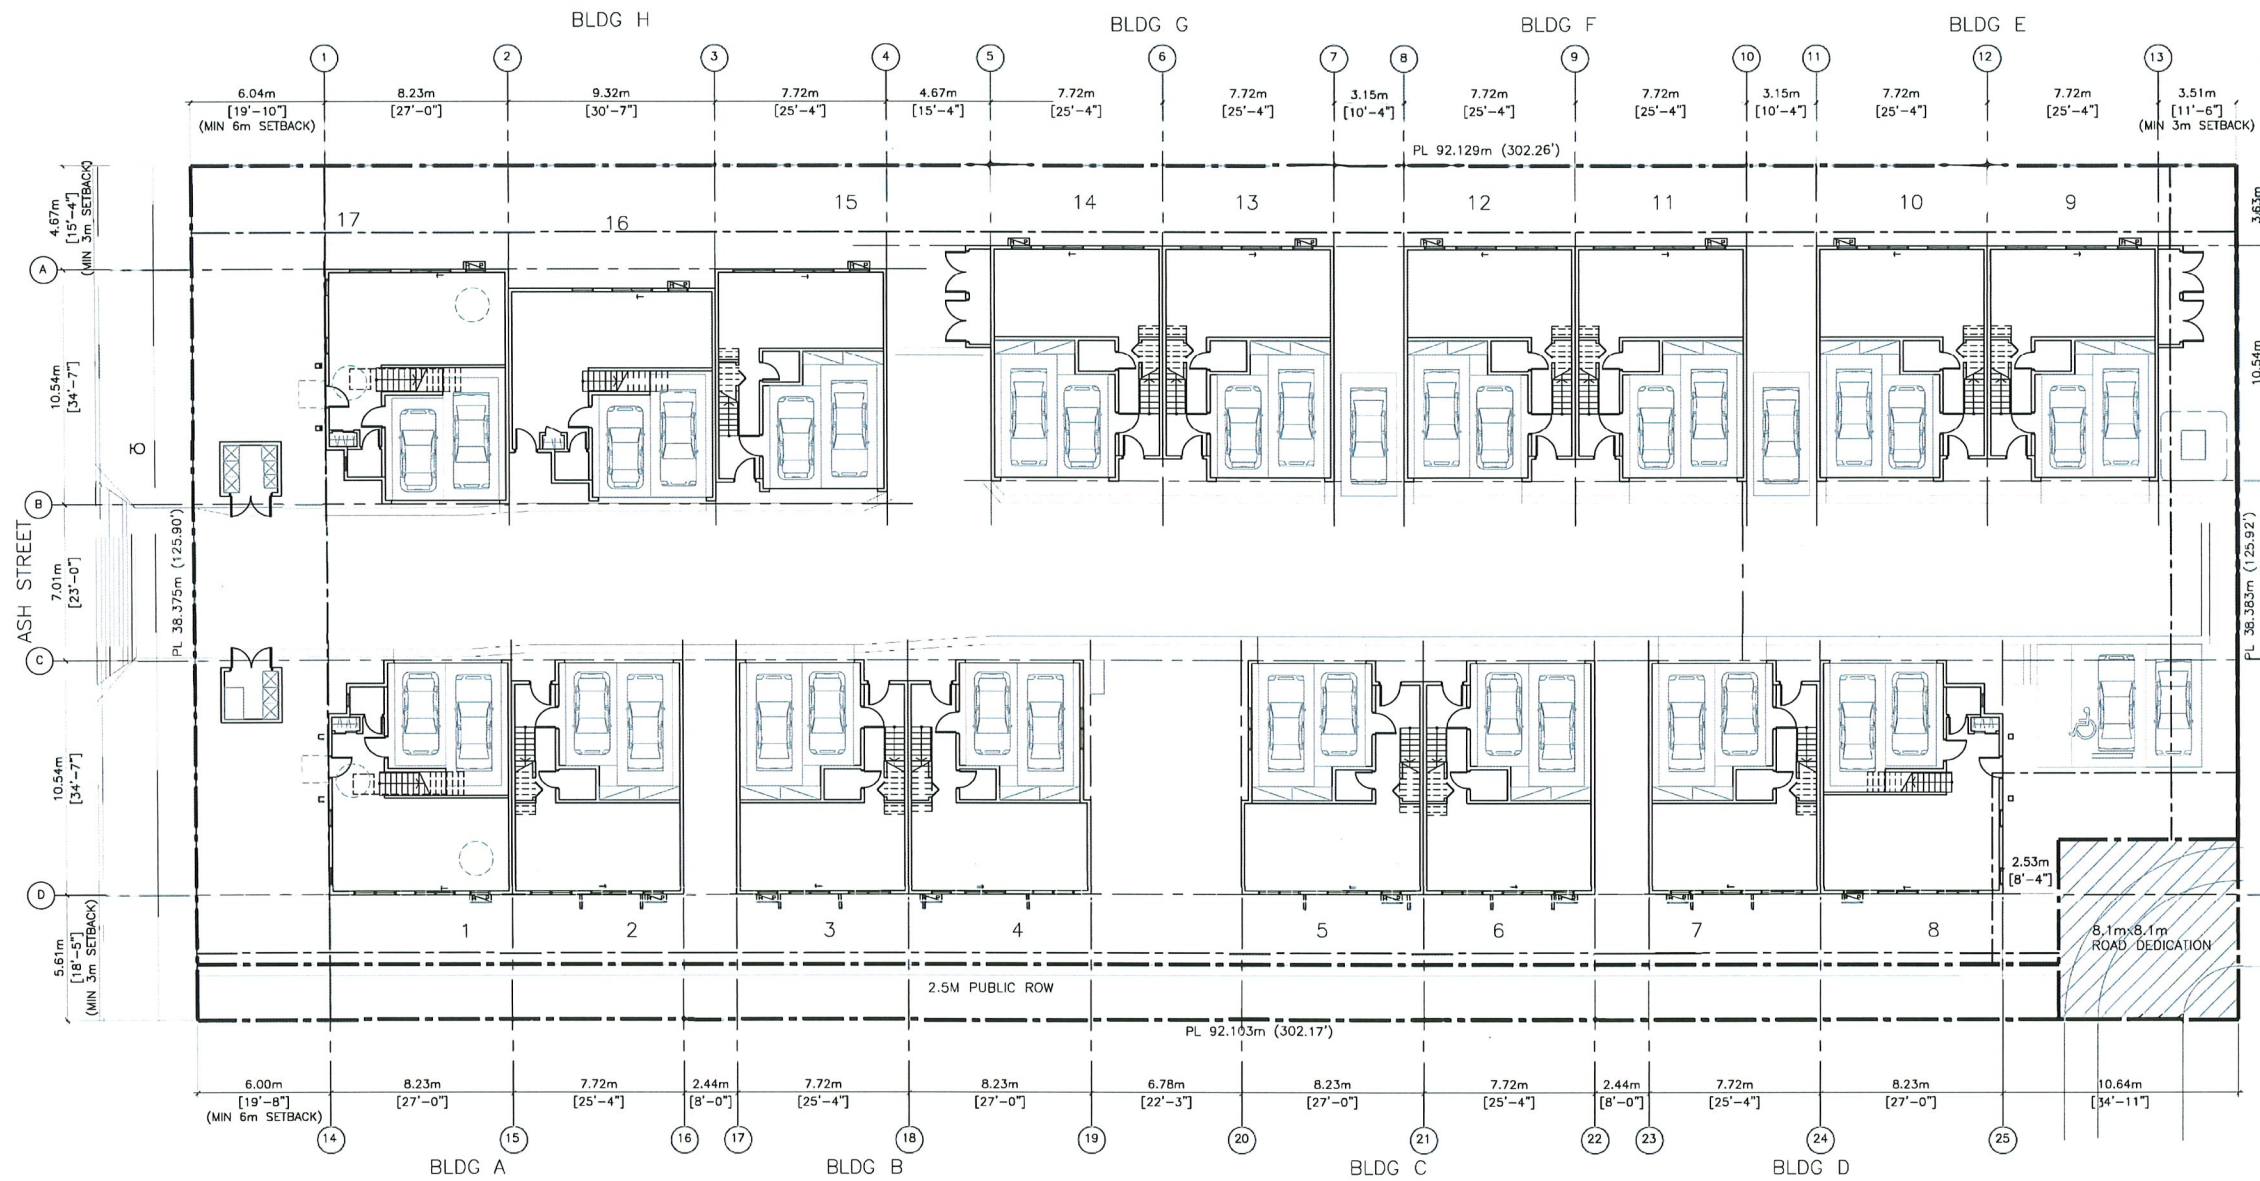 BLDG H
BLDG G
BLDG F
BLDG E
1
2
3
4
5
6
7
8
9
10
11
12
13
6.04m
[19'-10"]
(MIN 6m SETBACK)
8.23m
[27'-0"]
9.32m
[30'-7"]
7.72m
[25'-4"]
4.67m
[15'-4"]
7.72m
[25'-4"]
7.72m
[25'-4"]
3.15m
[10'-4"]
7.72m
[25'-4"]
7.72m
[25'-4"]
3.15m
[10'-4"]
7.72m
[25'-4"]
7.72m
[25'-4"]
3.51m
[11'-6"]
(MIN 3m SETBACK)
PL 92.129m (302.26')
4.67m
[15'-4"]
(MIN 3m SETBACK)
17
16
15
14
13
12
11
10
9
3.63m
A
10.54m
[34'-7"]
10.54m
B
ASH STREET
7.01m
[23'-0"]
PL 38.375m (125.90')
PL 38.383m (125.92')
C
10.54m
[34'-7"]
D
5.61m
[18'-5"]
(MIN 3m SETBACK)
1
2
3
4
5
6
7
8
2.53m
[8'-4"]
8.1mx8.1m
ROAD DEDICATION
2.5M PUBLIC ROW
PL 92.103m (302.17')
6.00m
[19'-8"]
(MIN 6m SETBACK)
8.23m
[27'-0"]
7.72m
[25'-4"]
2.44m
[8'-0"]
7.72m
[25'-4"]
8.23m
[27'-0"]
6.78m
[22'-3"]
8.23m
[27'-0"]
7.72m
[25'-4"]
2.44m
[8'-0"]
7.72m
[25'-4"]
8.23m
[27'-0"]
10.64m
[34'-11"]
14
15
16
17
18
19
20
21
22
23
24
25
BLDG A
BLDG B
BLDG C
BLDG D